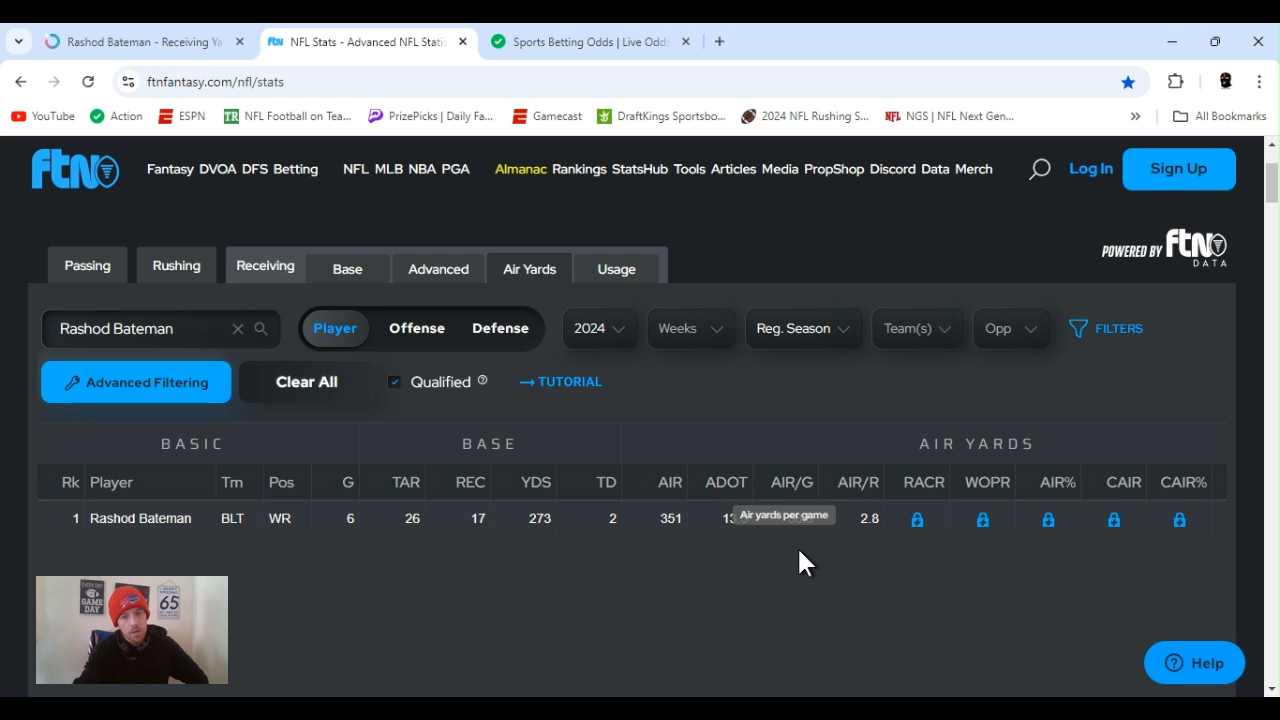 Rashod Bateman - Receiving Ya
NFL Stats - Advanced NFL Statis
Sports Betting Odds | Live Odds
ftnfantasy.com/nfl/stats
YouTube Action ESPN NFL Football on Tea... PrizePicks | Daily Fa... Gamecast DraftKings Sportsbo... 2024 NFL Rushing S... NFL NGS | NFL Next Gen... » All Bookmarks
ftn Fantasy DVOA DFS Betting NFL MLB NBA PGA Almanac Rankings StatsHub Tools Articles Media PropShop Discord Data Merch Log In Sign Up
POWERED BY ftn
DATA
Passing Rushing Receiving Base Advanced Air Yards Usage
Rashod Bateman Player Offense Defense 2024 Weeks Reg. Season Team(s) Opp FILTERS
Advanced Filtering Clear All Qualified → TUTORIAL
BASIC BASE AIR YARDS
Rk Player Tm Pos G TAR REC YDS TD AIR ADOT AIR/G AIR/R RACR WOPR AIR% CAIR CAIR%
1 Rashod Bateman BLT WR 6 26 17 273 2 351 Air yards per game 2.8
EVERY DAY
GAME
DAY
65
Help